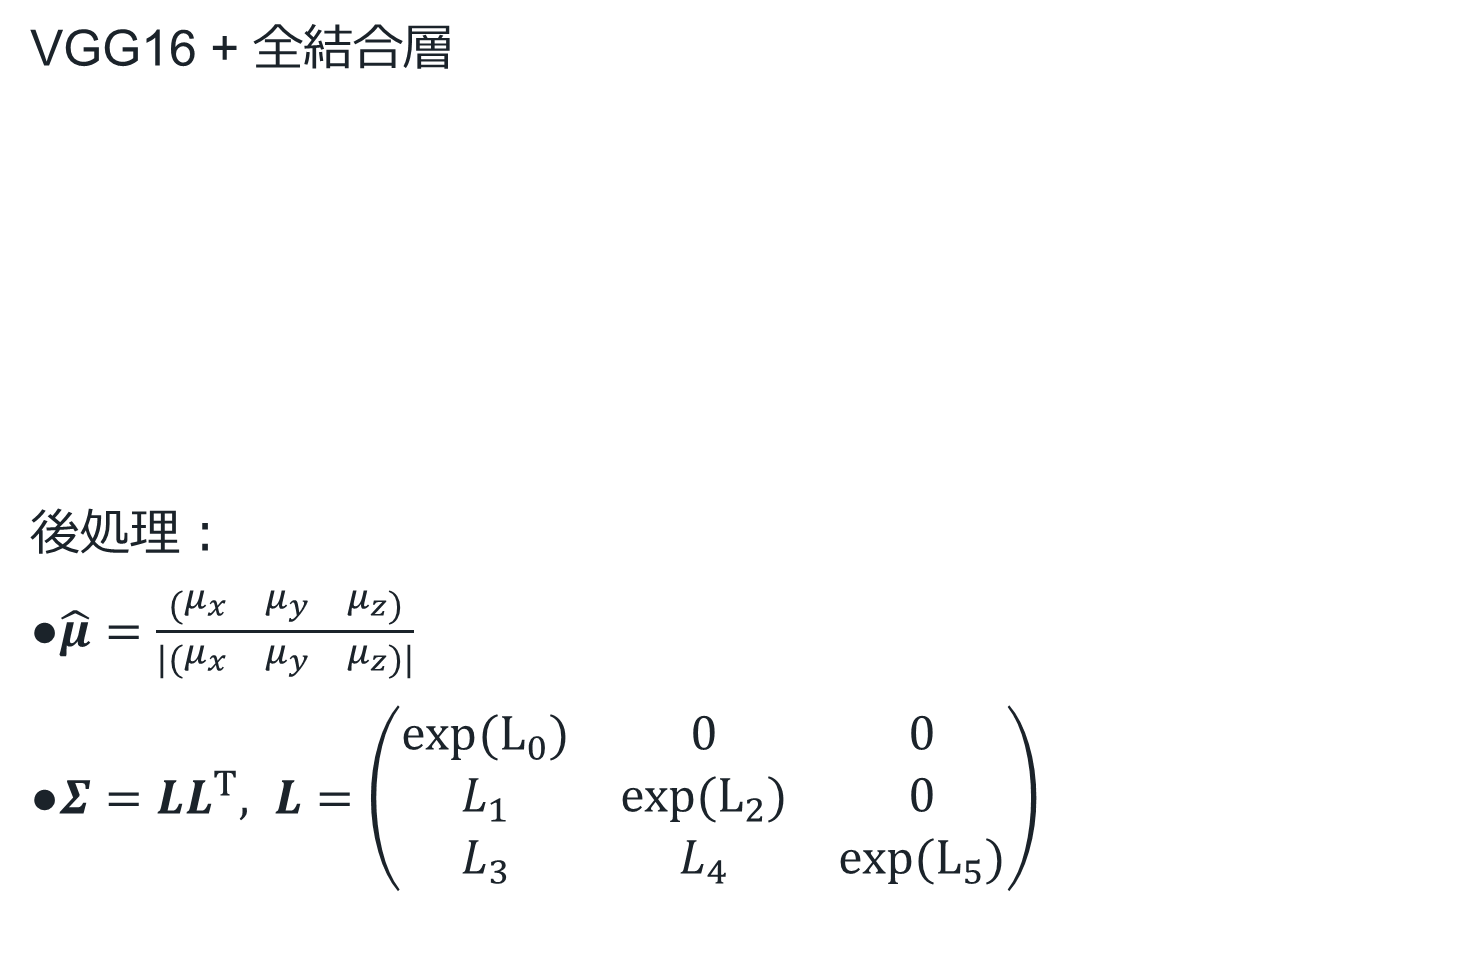 VGG16 + 全結合層
後処理：
●μ̂ = (μx μy μz) / |(μx μy μz)|
●Σ = LLᵀ, L = ( exp(L₀) 0 0
L₁ exp(L₂) 0
L₃ L₄ exp(L₅) )